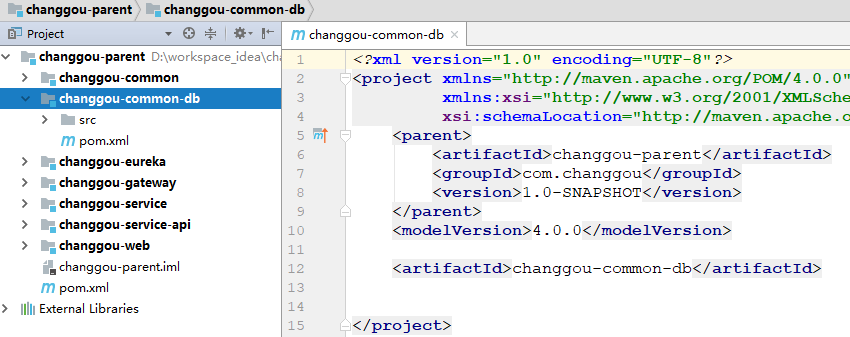 changgou-parent changgou-common-db
Project
changgou-parent D:\workspace_idea\cha
changgou-common
changgou-common-db
src
pom.xml
changgou-eureka
changgou-gateway
changgou-service
changgou-service-api
changgou-web
changgou-parent.iml
pom.xml
External Libraries
changgou-common-db
1 <?xml version="1.0" encoding="UTF-8"?>
2 <project xmlns="http://maven.apache.org/POM/4.0.0"
3 xmlns:xsi="http://www.w3.org/2001/XMLSche
4 xsi:schemaLocation="http://maven.apache.o
5 <parent>
6 <artifactId>changgou-parent</artifactId>
7 <groupId>com.changgou</groupId>
8 <version>1.0-SNAPSHOT</version>
9 </parent>
10 <modelVersion>4.0.0</modelVersion>
11
12 <artifactId>changgou-common-db</artifactId>
13
14
15 </project>